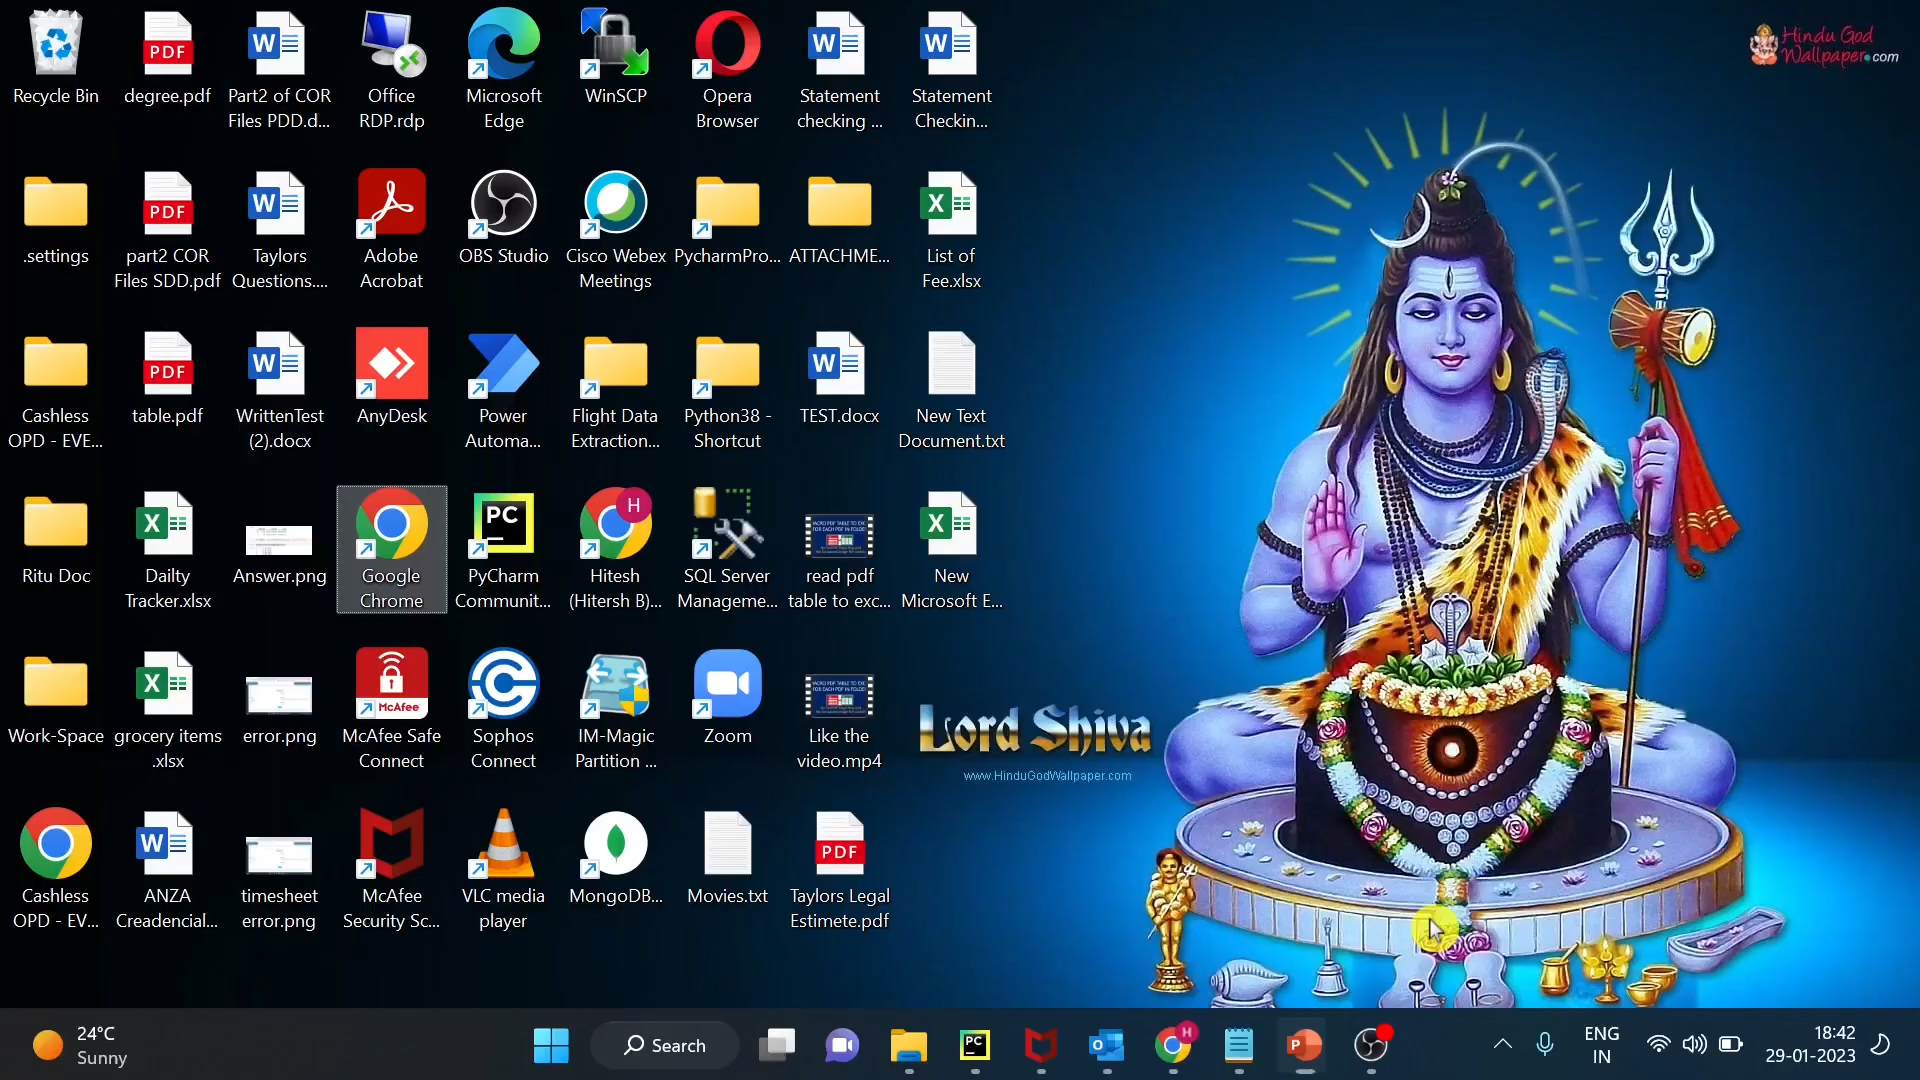 Recycle Bin
degree.pdf
Part2 of COR
Files PDD.d...
Office
RDP.rdp
Microsoft
Edge
WinSCP
Opera
Browser
Statement
checking ...
Statement
Checkin...
Hindu God
Wallpaper.com
.settings
part2 COR
Files SDD.pdf
Taylors
Questions....
Adobe
Acrobat
OBS Studio
Cisco Webex
Meetings
PycharmPro...
ATTACHME...
List of
Fee.xlsx
Cashless
OPD - EVE...
table.pdf
WrittenTest
(2).docx
AnyDesk
Power
Automa...
Flight Data
Extraction...
Python38 -
Shortcut
TEST.docx
New Text
Document.txt
Ritu Doc
Dailty
Tracker.xlsx
Answer.png
Google
Chrome
PyCharm
Communit...
Hitesh
(Hitersh B)...
SQL Server
Manageme...
read pdf
table to exc...
New
Microsoft E...
Work-Space
grocery items
.xlsx
error.png
McAfee Safe
Connect
Sophos
Connect
IM-Magic
Partition ...
Zoom
Like the
video.mp4
Lord Shiva
www.HinduGodWallpaper.com
Cashless
OPD - EV...
ANZA
Creadencial...
timesheet
error.png
McAfee
Security Sc...
VLC media
player
MongoDB...
Movies.txt
Taylors Legal
Estimete.pdf
24°C
Sunny
Search
ENG
IN
18:42
29-01-2023